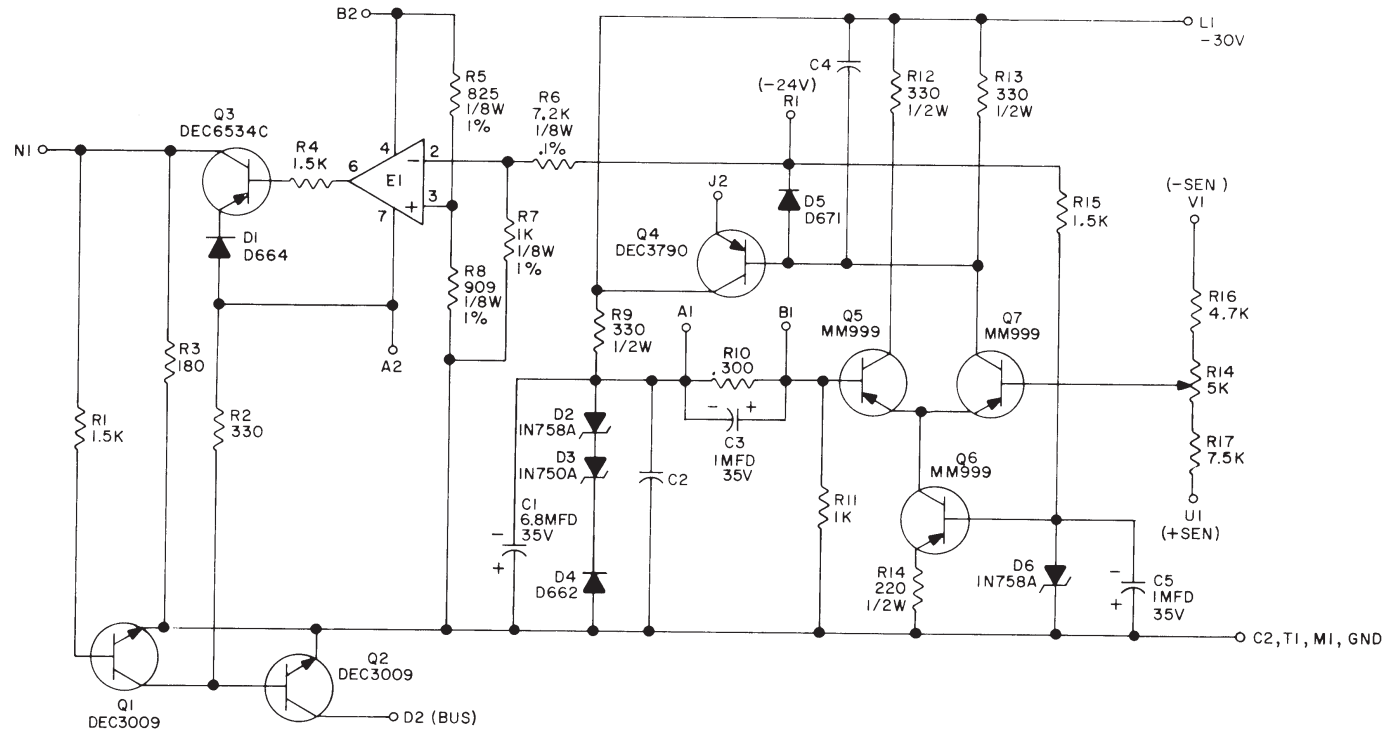 B2
L1
-30V
R5
825
1/8W
1%
C4
R12
330
1/2W
R13
330
1/2W
(-24V)
R1
R6
7.2K
1/8W
.1%
Q3
DEC6534C
N1
R4
1.5K
6
4
2
-
E1
3
+
7
J2
D5
D671
R15
1.5K
(-SEN )
V1
D1
D664
R7
1K
1/8W
1%
Q4
DEC3790
R8
909
1/8W
1%
R9
330
1/2W
A1
B1
Q5
MM999
Q7
MM999
R16
4.7K
R3
180
A2
R10
.300
R14
5K
R1
1.5K
R2
330
D2
1N758A
- +
C3
1MFD
35V
R17
7.5K
D3
1N750A
C2
Q6
MM999
C1
6.8MFD
35V
-
+
R11
1K
U1
(+SEN)
D4
D662
R14
220
1/2W
D6
1N758A
-
+
C5
1MFD
35V
C2, T1, M1, GND
Q2
DEC3009
Q1
DEC3009
D2 (BUS)